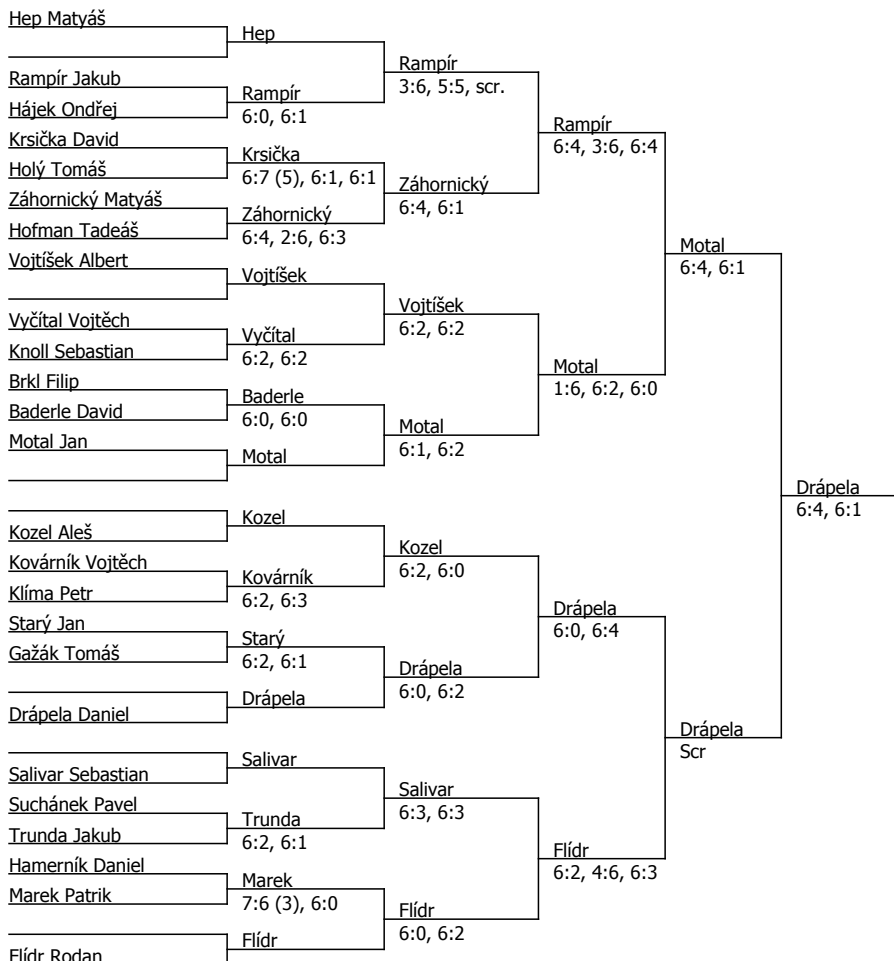 Hep Matyáš
Rampír Jakub
Hájek Ondřej
Krsička David
Holý Tomáš
Záhornický Matyáš
Hofman Tadeáš
Vojtíšek Albert
Vyčítal Vojtěch
Knoll Sebastian
Brkl Filip
Baderle David
Motal Jan
Kozel Aleš
Kovárník Vojtěch
Klíma Petr
Starý Jan
Gažák Tomáš
Drápela Daniel
Salivar Sebastian
Suchánek Pavel
Trunda Jakub
Hamerník Daniel
Marek Patrik
Flídr Rodan
Hep
Rampír
6:0, 6:1
Krsička
6:7 (5), 6:1, 6:1
Záhornický
6:4, 2:6, 6:3
Vojtíšek
Vyčítal
6:2, 6:2
Baderle
6:0, 6:0
Motal
Kozel
Kovárník
6:2, 6:3
Starý
6:2, 6:1
Drápela
Salivar
Trunda
6:2, 6:1
Marek
7:6 (3), 6:0
Flídr
Rampír
3:6, 5:5, scr.
Záhornický
6:4, 6:1
Vojtíšek
6:2, 6:2
Motal
6:1, 6:2
Kozel
6:2, 6:0
Drápela
6:0, 6:2
Salivar
6:3, 6:3
Flídr
6:0, 6:2
Rampír
6:4, 3:6, 6:4
Motal
1:6, 6:2, 6:0
Drápela
6:0, 6:4
Flídr
6:2, 4:6, 6:3
Motal
6:4, 6:1
Drápela
Scr
Drápela
6:4, 6:1